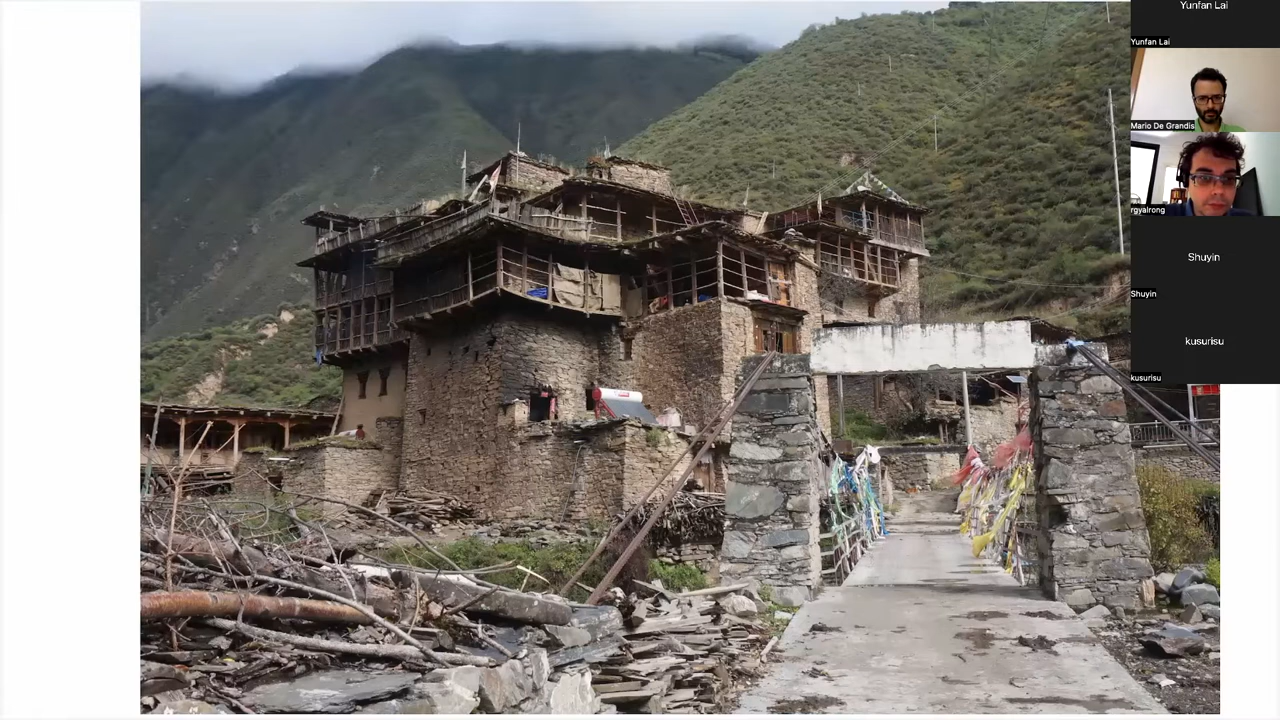 Yunfan Lai
Yunfan Lai
Mario De Grandis
rgyalrong
Shuyin
Shuyin
kusurisu
kusurisu